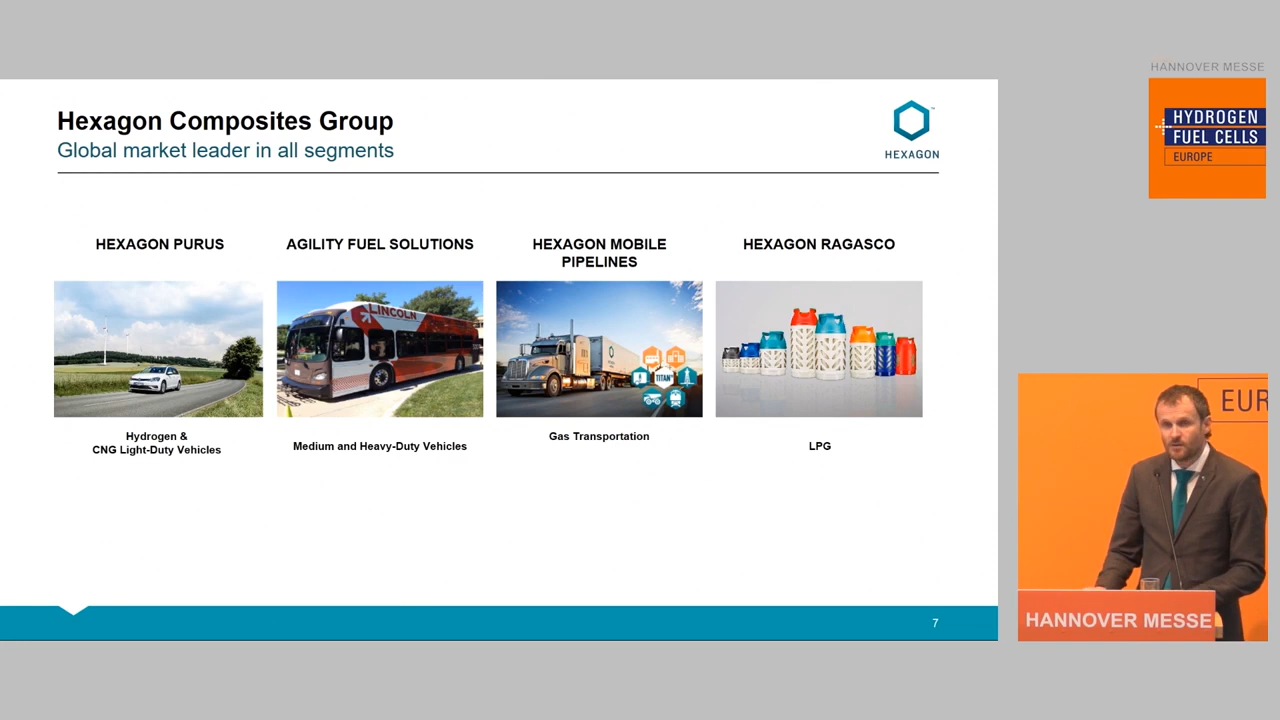 HANNOVER MESSE
HYDROGEN
FUEL CELLS
EUROPE
Hexagon Composites Group
Global market leader in all segments
HEXAGON
HEXAGON PURUS
AGILITY FUEL SOLUTIONS
HEXAGON MOBILE
PIPELINES
HEXAGON RAGASCO
LINCOLN
TITAN
Hydrogen &
CNG Light-Duty Vehicles
Medium and Heavy-Duty Vehicles
Gas Transportation
LPG
7
EUR
HANNOVER MESSE